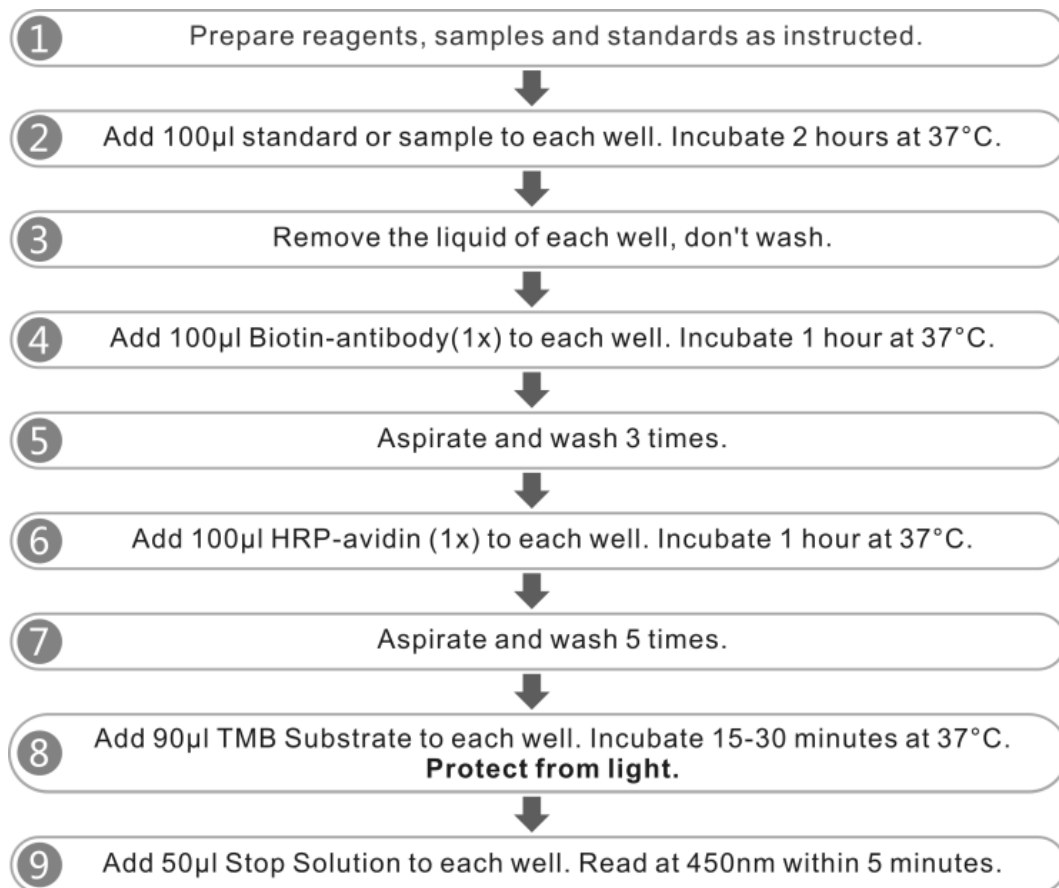 1 Prepare reagents, samples and standards as instructed.
2 Add 100µl standard or sample to each well. Incubate 2 hours at 37°C.
3 Remove the liquid of each well, don't wash.
4 Add 100µl Biotin-antibody(1x) to each well. Incubate 1 hour at 37°C.
5 Aspirate and wash 3 times.
6 Add 100µl HRP-avidin (1x) to each well. Incubate 1 hour at 37°C.
7 Aspirate and wash 5 times.
8 Add 90µl TMB Substrate to each well. Incubate 15-30 minutes at 37°C.
Protect from light.
9 Add 50µl Stop Solution to each well. Read at 450nm within 5 minutes.